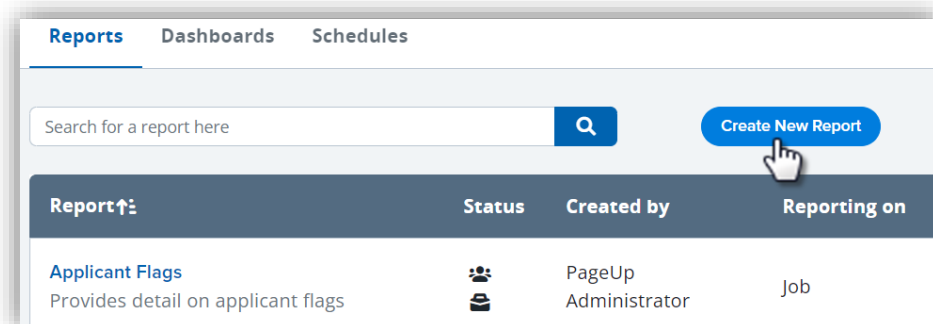 Reports Dashboards Schedules
Search for a report here
Create New Report
Report Status Created by Reporting on
Applicant Flags
Provides detail on applicant flags
PageUp
Administrator
Job